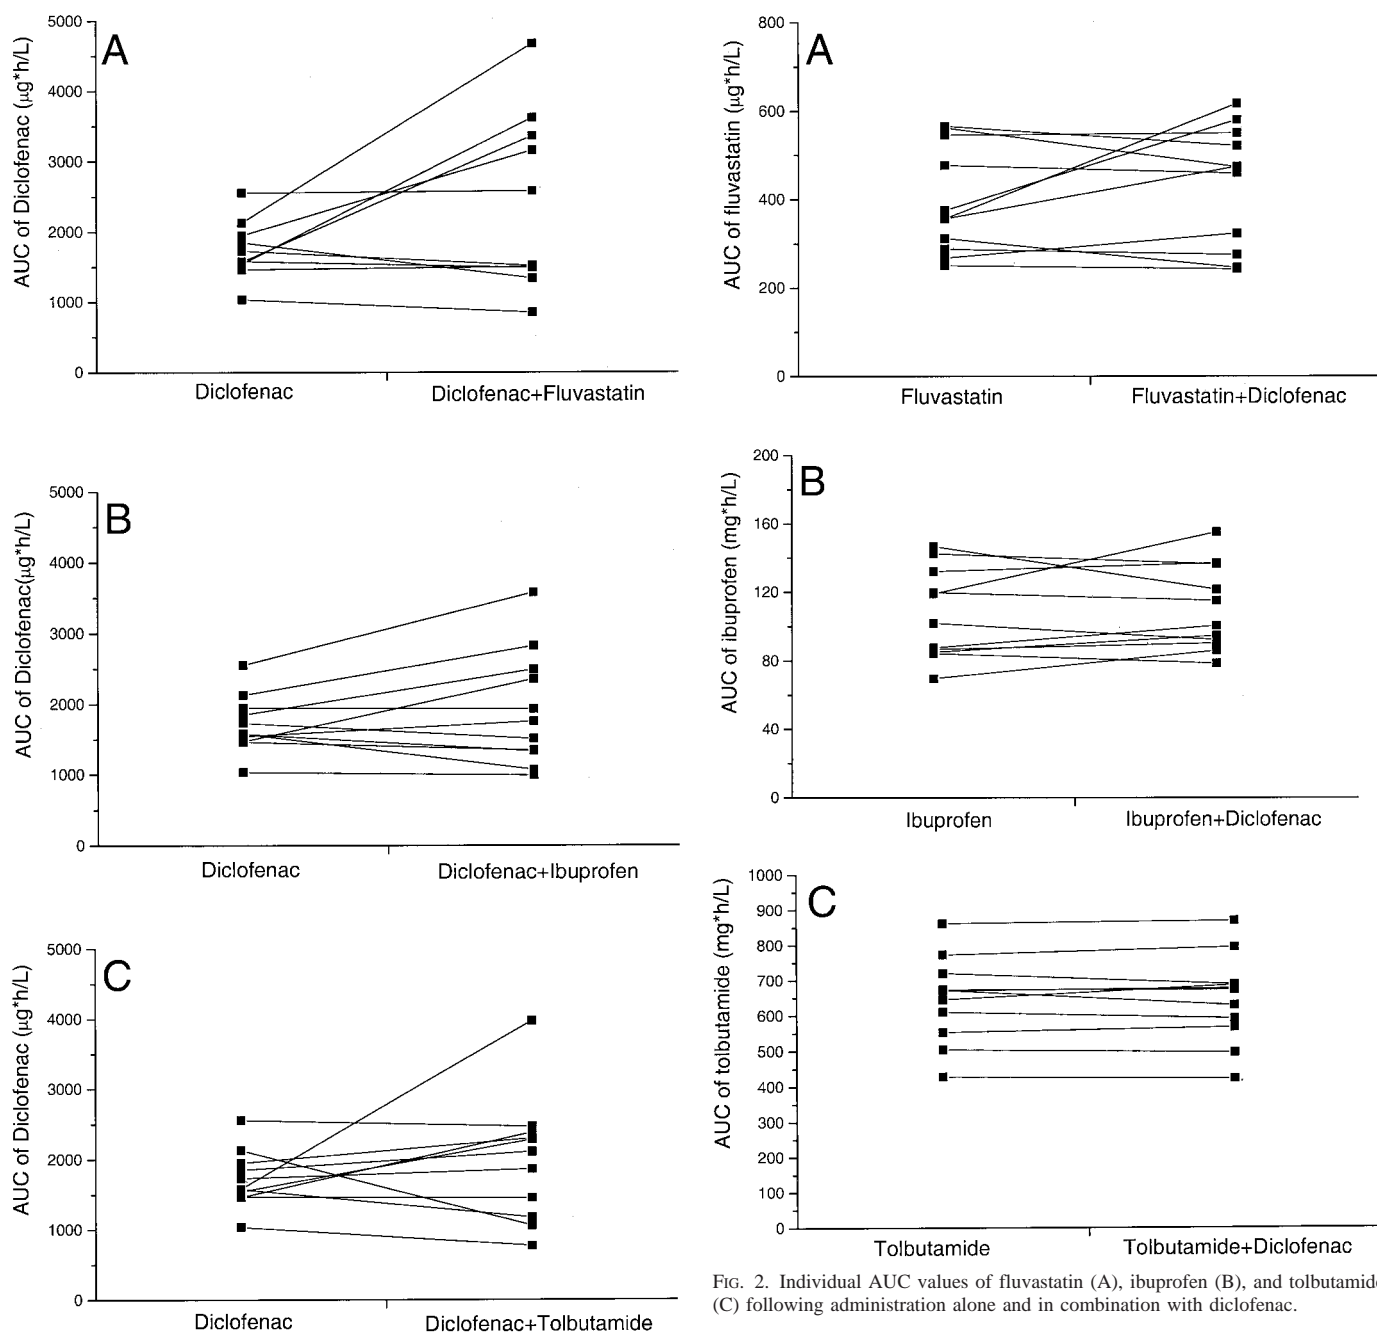 A
AUC of Diclofenac (µg*h/L)
5000
4000
3000
2000
1000
0
Diclofenac
Diclofenac+Fluvastatin
B
AUC of Diclofenac(µg*h/L)
5000
4000
3000
2000
1000
0
Diclofenac
Diclofenac+Ibuprofen
C
AUC of Diclofenac (µg*h/L)
5000
4000
3000
2000
1000
0
Diclofenac
Diclofenac+Tolbutamide
A
AUC of fluvastatin (µg*h/L)
800
600
400
200
0
Fluvastatin
Fluvastatin+Diclofenac
B
AUC of ibuprofen (mg*h/L)
200
160
120
80
40
0
Ibuprofen
Ibuprofen+Diclofenac
C
AUC of tolbutamide (mg*h/L)
1000
900
800
700
600
500
400
300
200
100
0
Tolbutamide
Tolbutamide+Diclofenac
FIG. 2. Individual AUC values of fluvastatin (A), ibuprofen (B), and tolbutamid
(C) following administration alone and in combination with diclofenac.